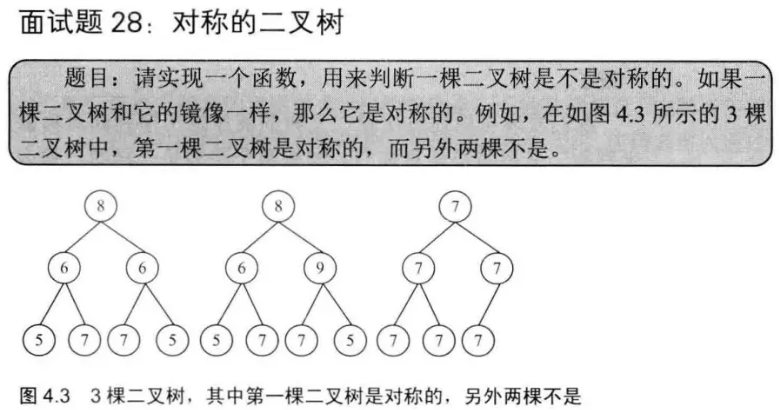 面试题 28：对称的二叉树
题目：请实现一个函数，用来判断一棵二叉树是不是对称的。如果一
棵二叉树和它的镜像一样，那么它是对称的。例如，在如图 4.3 所示的 3 棵
二叉树中，第一棵二叉树是对称的，而另外两棵不是。
8 8 7
6 6 6 9 7 7
5 7 7 5 5 7 7 5 7 7 7
图 4.3 3 棵二叉树，其中第一棵二叉树是对称的，另外两棵不是